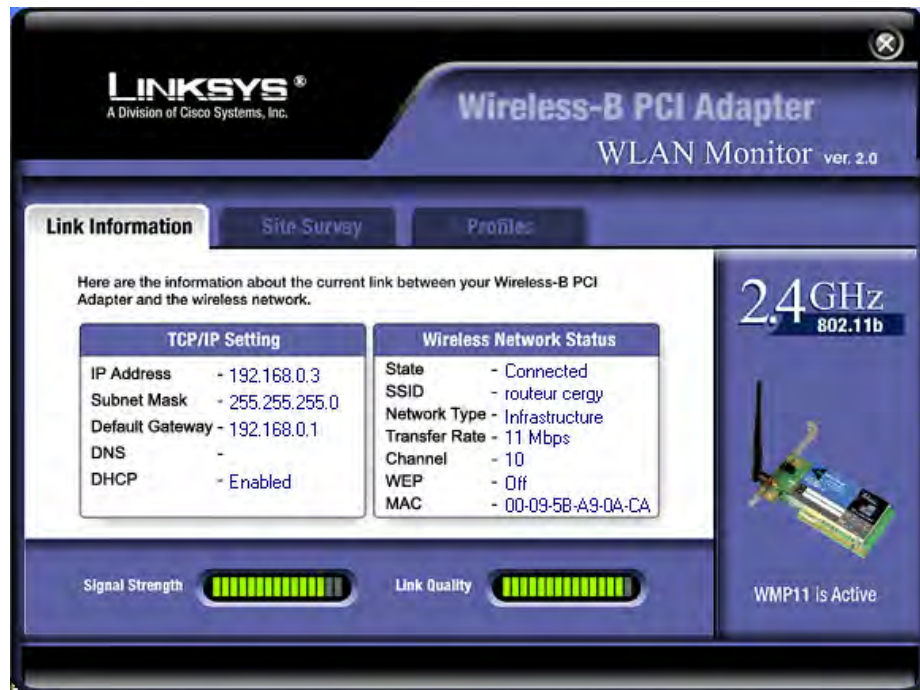 LINKSYS®
A Division of Cisco Systems, Inc.
Wireless-B PCI Adapter
WLAN Monitor ver. 2.0
Link Information
Site Survey
Profiles
Here are the information about the current link between your Wireless-B PCI
Adapter and the wireless network.
TCP/IP Setting
IP Address - 192.168.0.3
Subnet Mask - 255.255.255.0
Default Gateway - 192.168.0.1
DNS -
DHCP - Enabled
Wireless Network Status
State - Connected
SSID - routeur cergy
Network Type - Infrastructure
Transfer Rate - 11 Mbps
Channel - 10
WEP - Off
MAC - 00-09-5B-A9-0A-CA
2.4GHz
802.11b
Signal Strength
Link Quality
WMP11 is Active